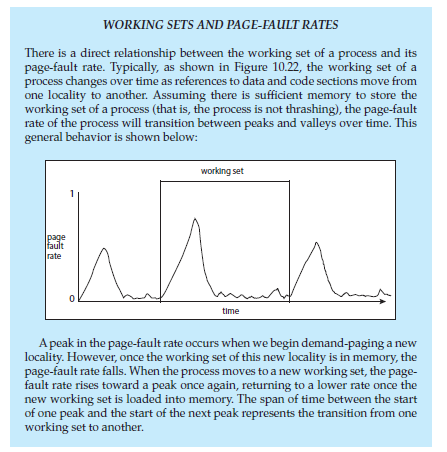 WORKING SETS AND PAGE-FAULT RATES
There is a direct relationship between the working set of a process and its
page-fault rate. Typically, as shown in Figure 10.22, the working set of a
process changes over time as references to data and code sections move from
one locality to another. Assuming there is sufficient memory to store the
working set of a process (that is, the process is not thrashing), the page-fault
rate of the process will transition between peaks and valleys over time. This
general behavior is shown below:
working set
1
page
fault
rate
0
time
A peak in the page-fault rate occurs when we begin demand-paging a new
locality. However, once the working set of this new locality is in memory, the
page-fault rate falls. When the process moves to a new working set, the page-
fault rate rises toward a peak once again, returning to a lower rate once the
new working set is loaded into memory. The span of time between the start
of one peak and the start of the next peak represents the transition from one
working set to another.